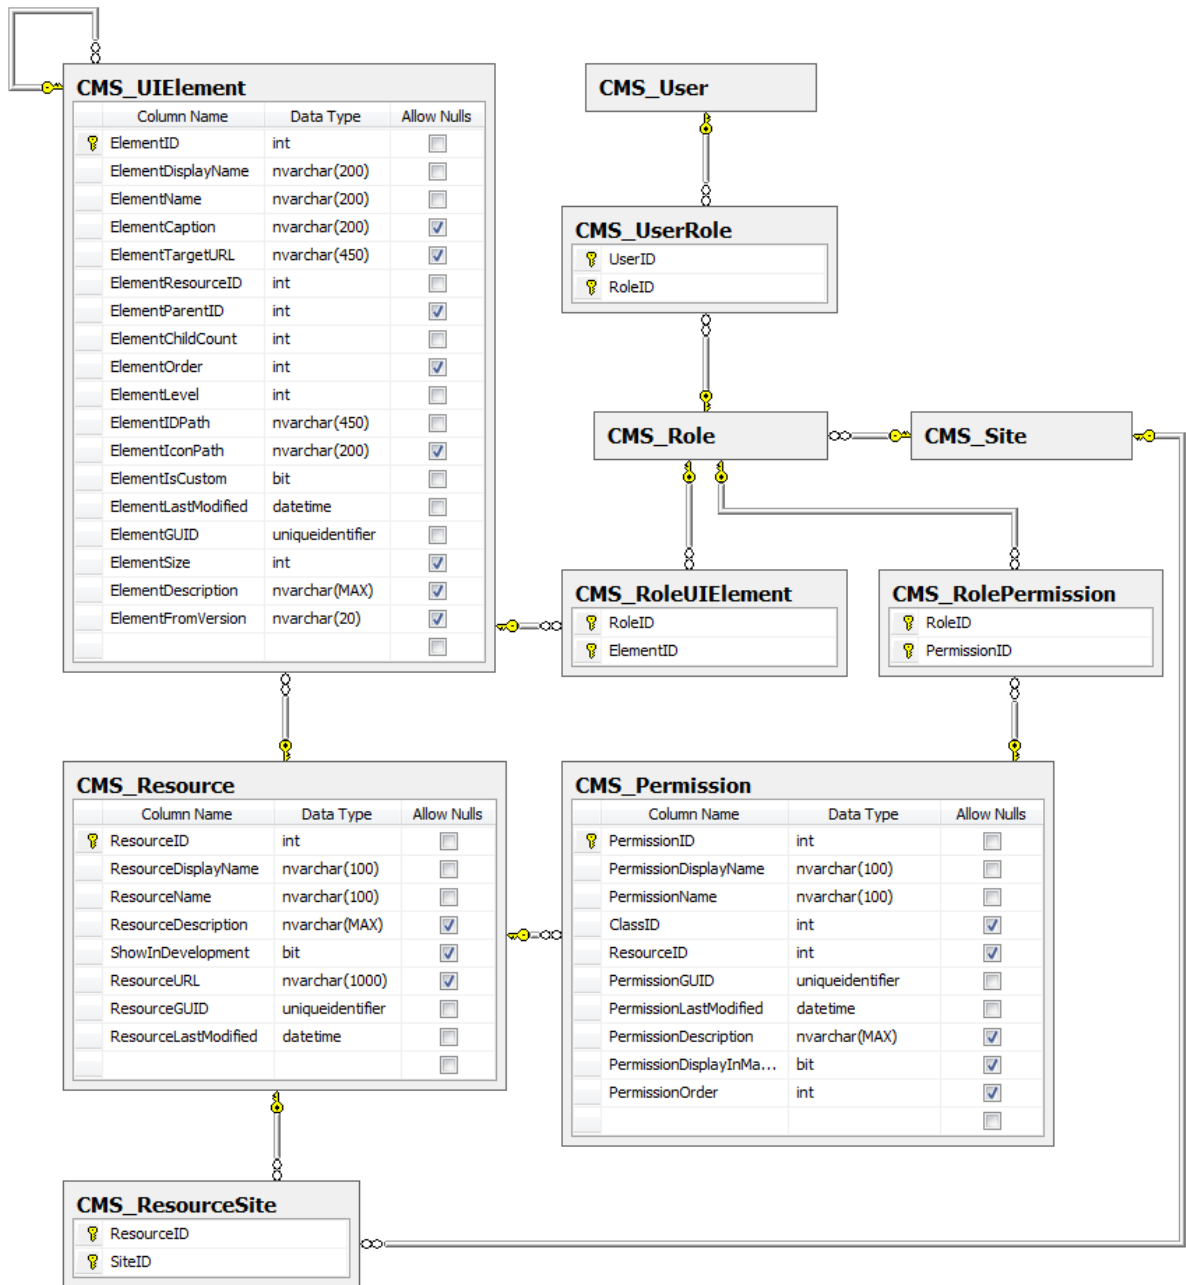 CMS_UIElement
Column Name Data Type Allow Nulls
ElementID int
ElementDisplayName nvarchar(200)
ElementName nvarchar(200)
ElementCaption nvarchar(200)
ElementTargetURL nvarchar(450)
ElementResourceID int
ElementParentID int
ElementChildCount int
ElementOrder int
ElementLevel int
ElementIDPath nvarchar(450)
ElementIconPath nvarchar(200)
ElementIsCustom bit
ElementLastModified datetime
ElementGUID uniqueidentifier
ElementSize int
ElementDescription nvarchar(MAX)
ElementFromVersion nvarchar(20)
CMS_User
CMS_UserRole
UserID
RoleID
CMS_Role
CMS_Site
CMS_RoleUIElement
RoleID
ElementID
CMS_RolePermission
RoleID
PermissionID
CMS_Resource
Column Name Data Type Allow Nulls
ResourceID int
ResourceDisplayName nvarchar(100)
ResourceName nvarchar(100)
ResourceDescription nvarchar(MAX)
ShowInDevelopment bit
ResourceURL nvarchar(1000)
ResourceGUID uniqueidentifier
ResourceLastModified datetime
CMS_Permission
Column Name Data Type Allow Nulls
PermissionID int
PermissionDisplayName nvarchar(100)
PermissionName nvarchar(100)
ClassID int
ResourceID int
PermissionGUID uniqueidentifier
PermissionLastModified datetime
PermissionDescription nvarchar(MAX)
PermissionDisplayInMa... bit
PermissionOrder int
CMS_ResourceSite
ResourceID
SiteID